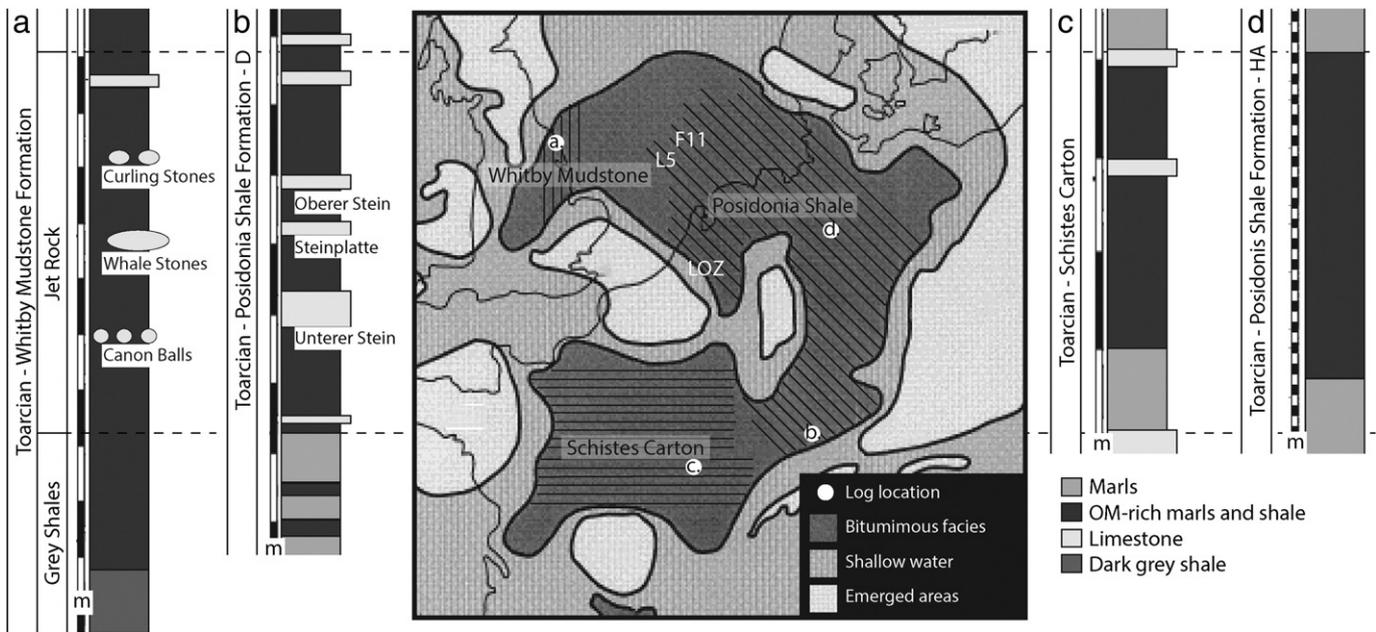 a
Toarcian - Whitby Mudstone Formation
Jet Rock
Grey Shales
Curling Stones
Whale Stones
Canon Balls
m
b
Toarcian - Posidonia Shale Formation - D
Oberer Stein
Steinplatte
Unterer Stein
m
a.
Whitby Mudstone
F11
L5
Posidonia Shale
d.
LOZ
b.
Schistes Carton
c.
Log location
Bitumimous facies
Shallow water
Emerged areas
c
Toarcian - Schistes Carton
m
d
Toarcian - Posidonis Shale Formation - HA
m
Marls
OM-rich marls and shale
Limestone
Dark grey shale